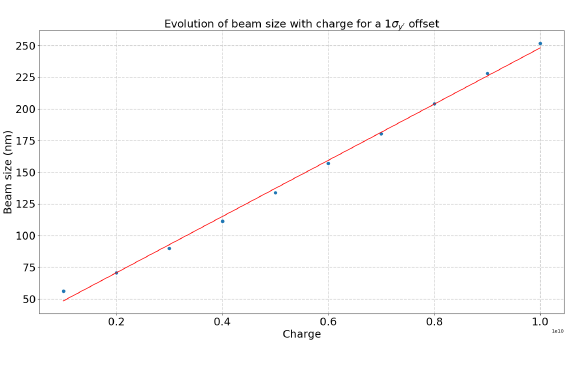 Evolution of beam size with charge for a 1σ_{y'} offset
Beam size (nm)
250
225
200
175
150
125
100
75
50
0.2 0.4 0.6 0.8 1.0
1e10
Charge